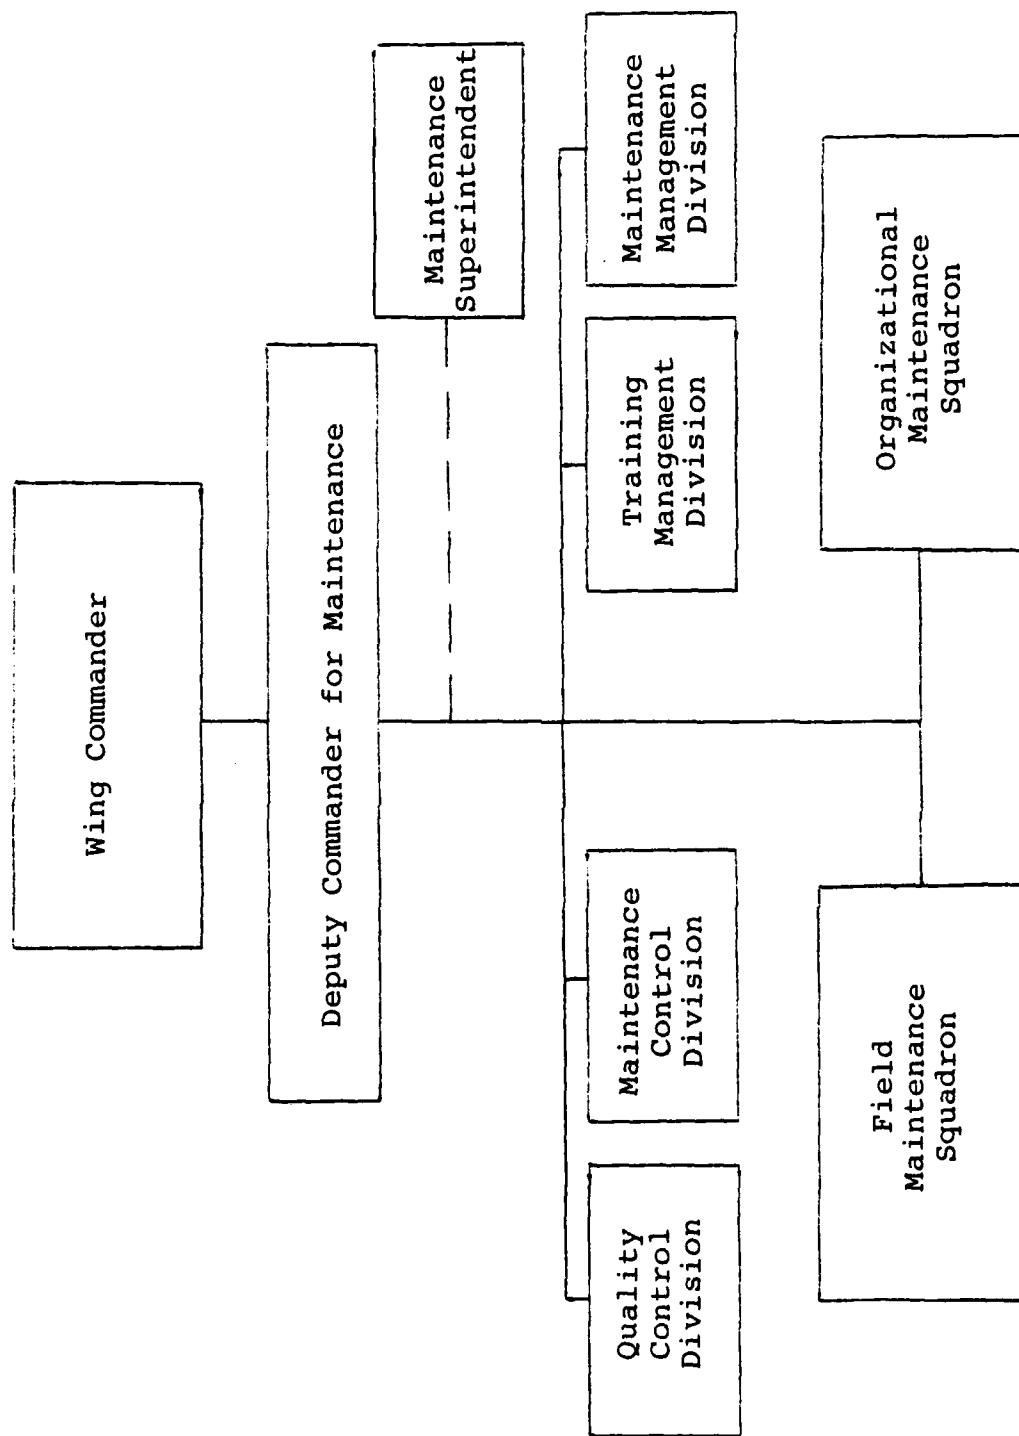 Wing Commander
Deputy Commander for Maintenance
Maintenance
Superintendent
Quality
Control
Division
Maintenance
Control
Division
Training
Management
Division
Maintenance
Management
Division
Field
Maintenance
Squadron
Organizational
Maintenance
Squadron